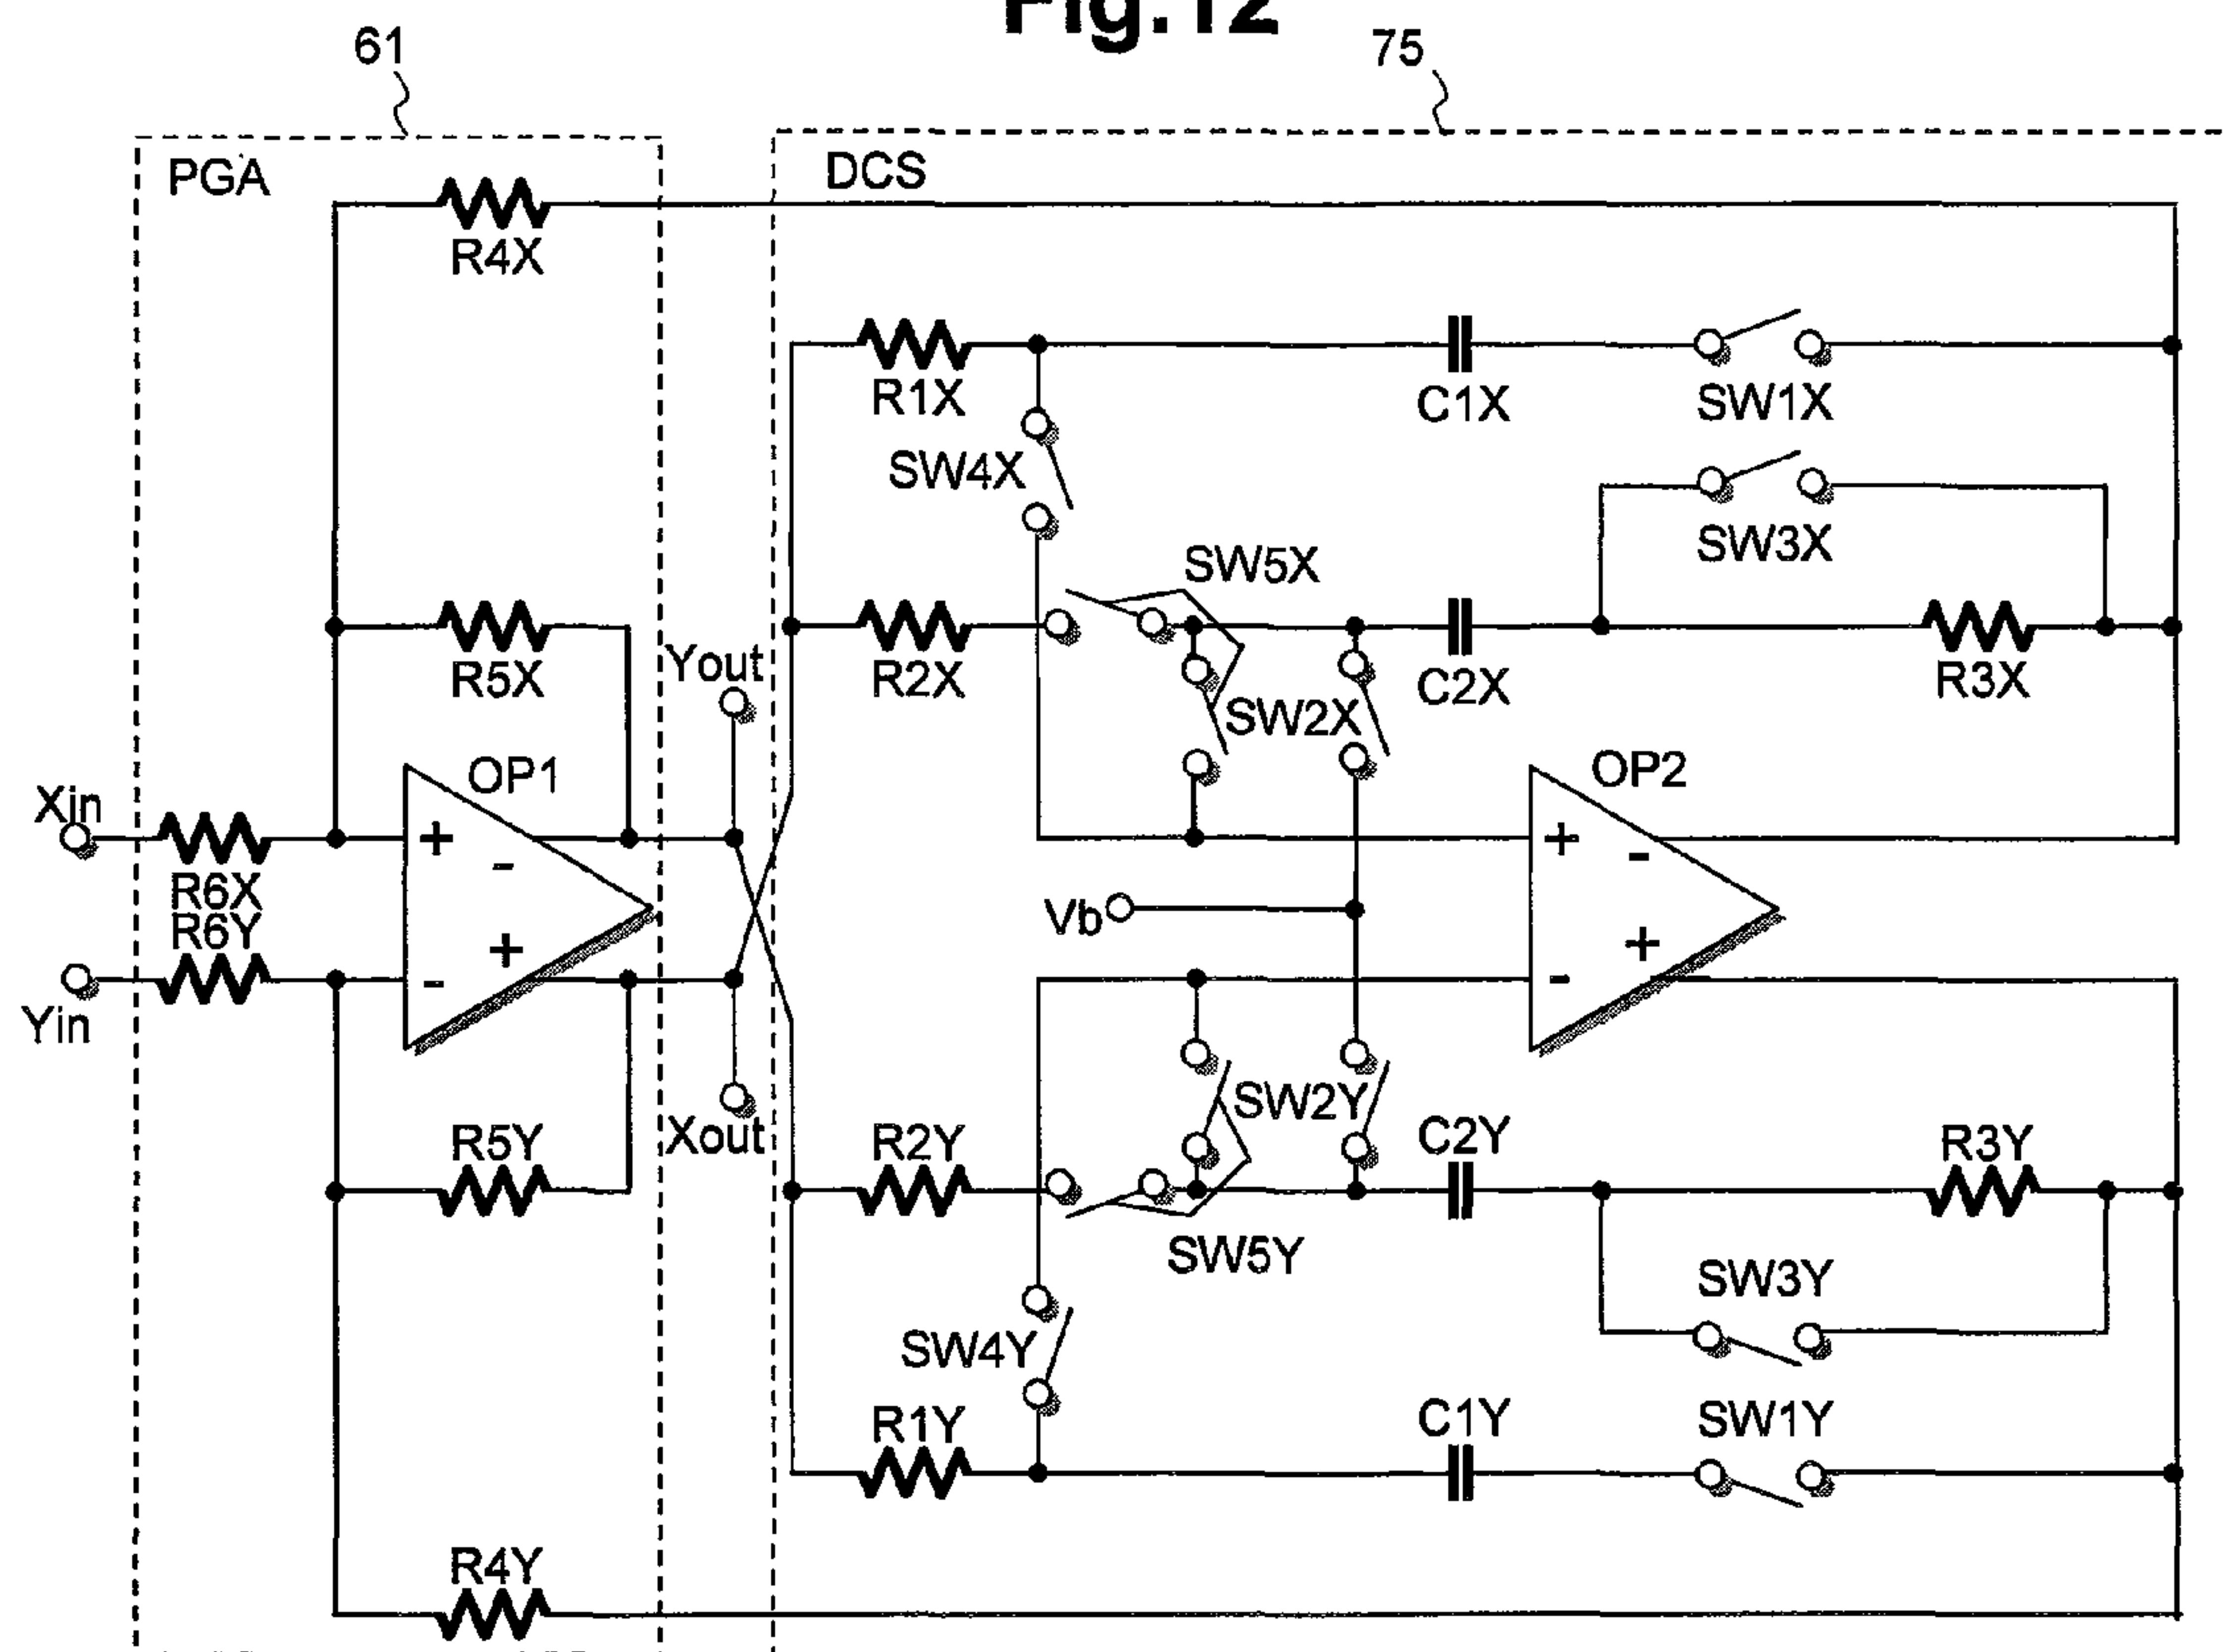 Fig.12
61
75
PGA
DCS
R4X
R1X
C1X
SW1X
SW4X
SW3X
SW5X
R5X
Yout
R2X
SW2X
C2X
R3X
OP1
OP2
Xin
+
-
+
-
R6X
R6Y
Vb
+
-
+
-
Yin
SW2Y
Xout
R5Y
R2Y
C2Y
R3Y
SW5Y
SW3Y
SW4Y
R1Y
C1Y
SW1Y
R4Y